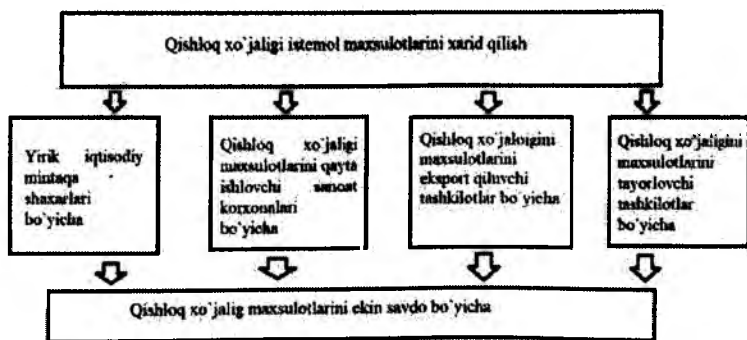 Qishloq xo`jaligi istemol maxsulotlarini xarid qilish
Yirik iqtisodiy
mintaqa
shaxarlari
bo`yicha
Qishloq xo`jaligi
maxsulotlarini qayta
ishlovchi sanoat
korxonalari
bo`yicha
Qishloq xo`jaloigini
maxsulotlarini
eksport qiluvchi
tashkilotlar bo`yicha
Qishloq xo`jaligini
maxsulotlarini
tayorlovchi
tashkilotlar
bo`yicha
Qishloq xo`jalig maxsulotlarini ekin savdo bo`yicha